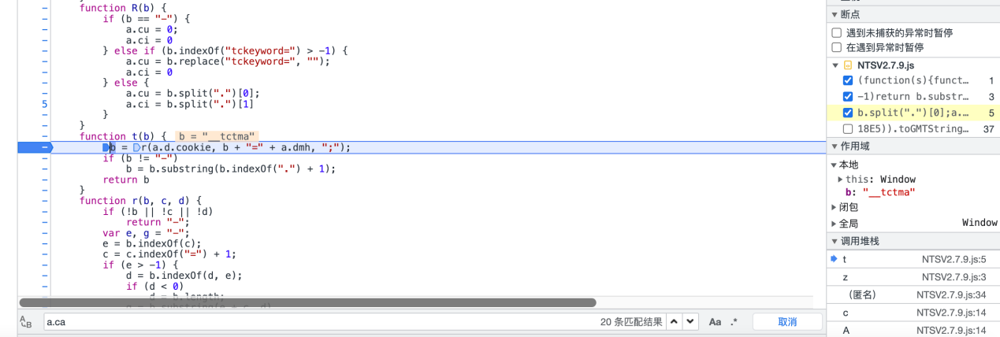 function R(b) {
if (b == "-") {
a.cu = 0;
a.ci = 0
} else if (b.indexOf("tckeyword=") > -1) {
a.cu = b.replace("tckeyword=", "");
a.ci = 0
} else {
a.cu = b.split(".")[0];
5 a.ci = b.split(".")[1]
}
}
function t(b) { b = "__tctma"
b = r(a.d.cookie, b + "=" + a.dmh, ";");
if (b != "-")
b = b.substring(b.indexOf(".") + 1);
return b
}
function r(b, c, d) {
if (!b || !c || !d)
return "-";
var e, g = "-";
e = b.indexOf(c);
c = c.indexOf("=") + 1;
if (e > -1) {
d = b.indexOf(d, e);
if (d < 0)
d = b.length;
a.ca
20 条匹配结果
Aa .*
取消
断点
遇到未捕获的异常时暂停
在遇到异常时暂停
NTSV2.7.9.js
(function(s){funct… 1
-1)return b.substr… 3
b.split(".")[0];a.… 5
18E5)).toGMTString… 37
作用域
本地
this: Window
b: "__tctma"
闭包
全局 Window
调用堆栈
t NTSV2.7.9.js:5
z NTSV2.7.9.js:3
(匿名) NTSV2.7.9.js:34
c NTSV2.7.9.js:14
A NTSV2.7.9.js:14